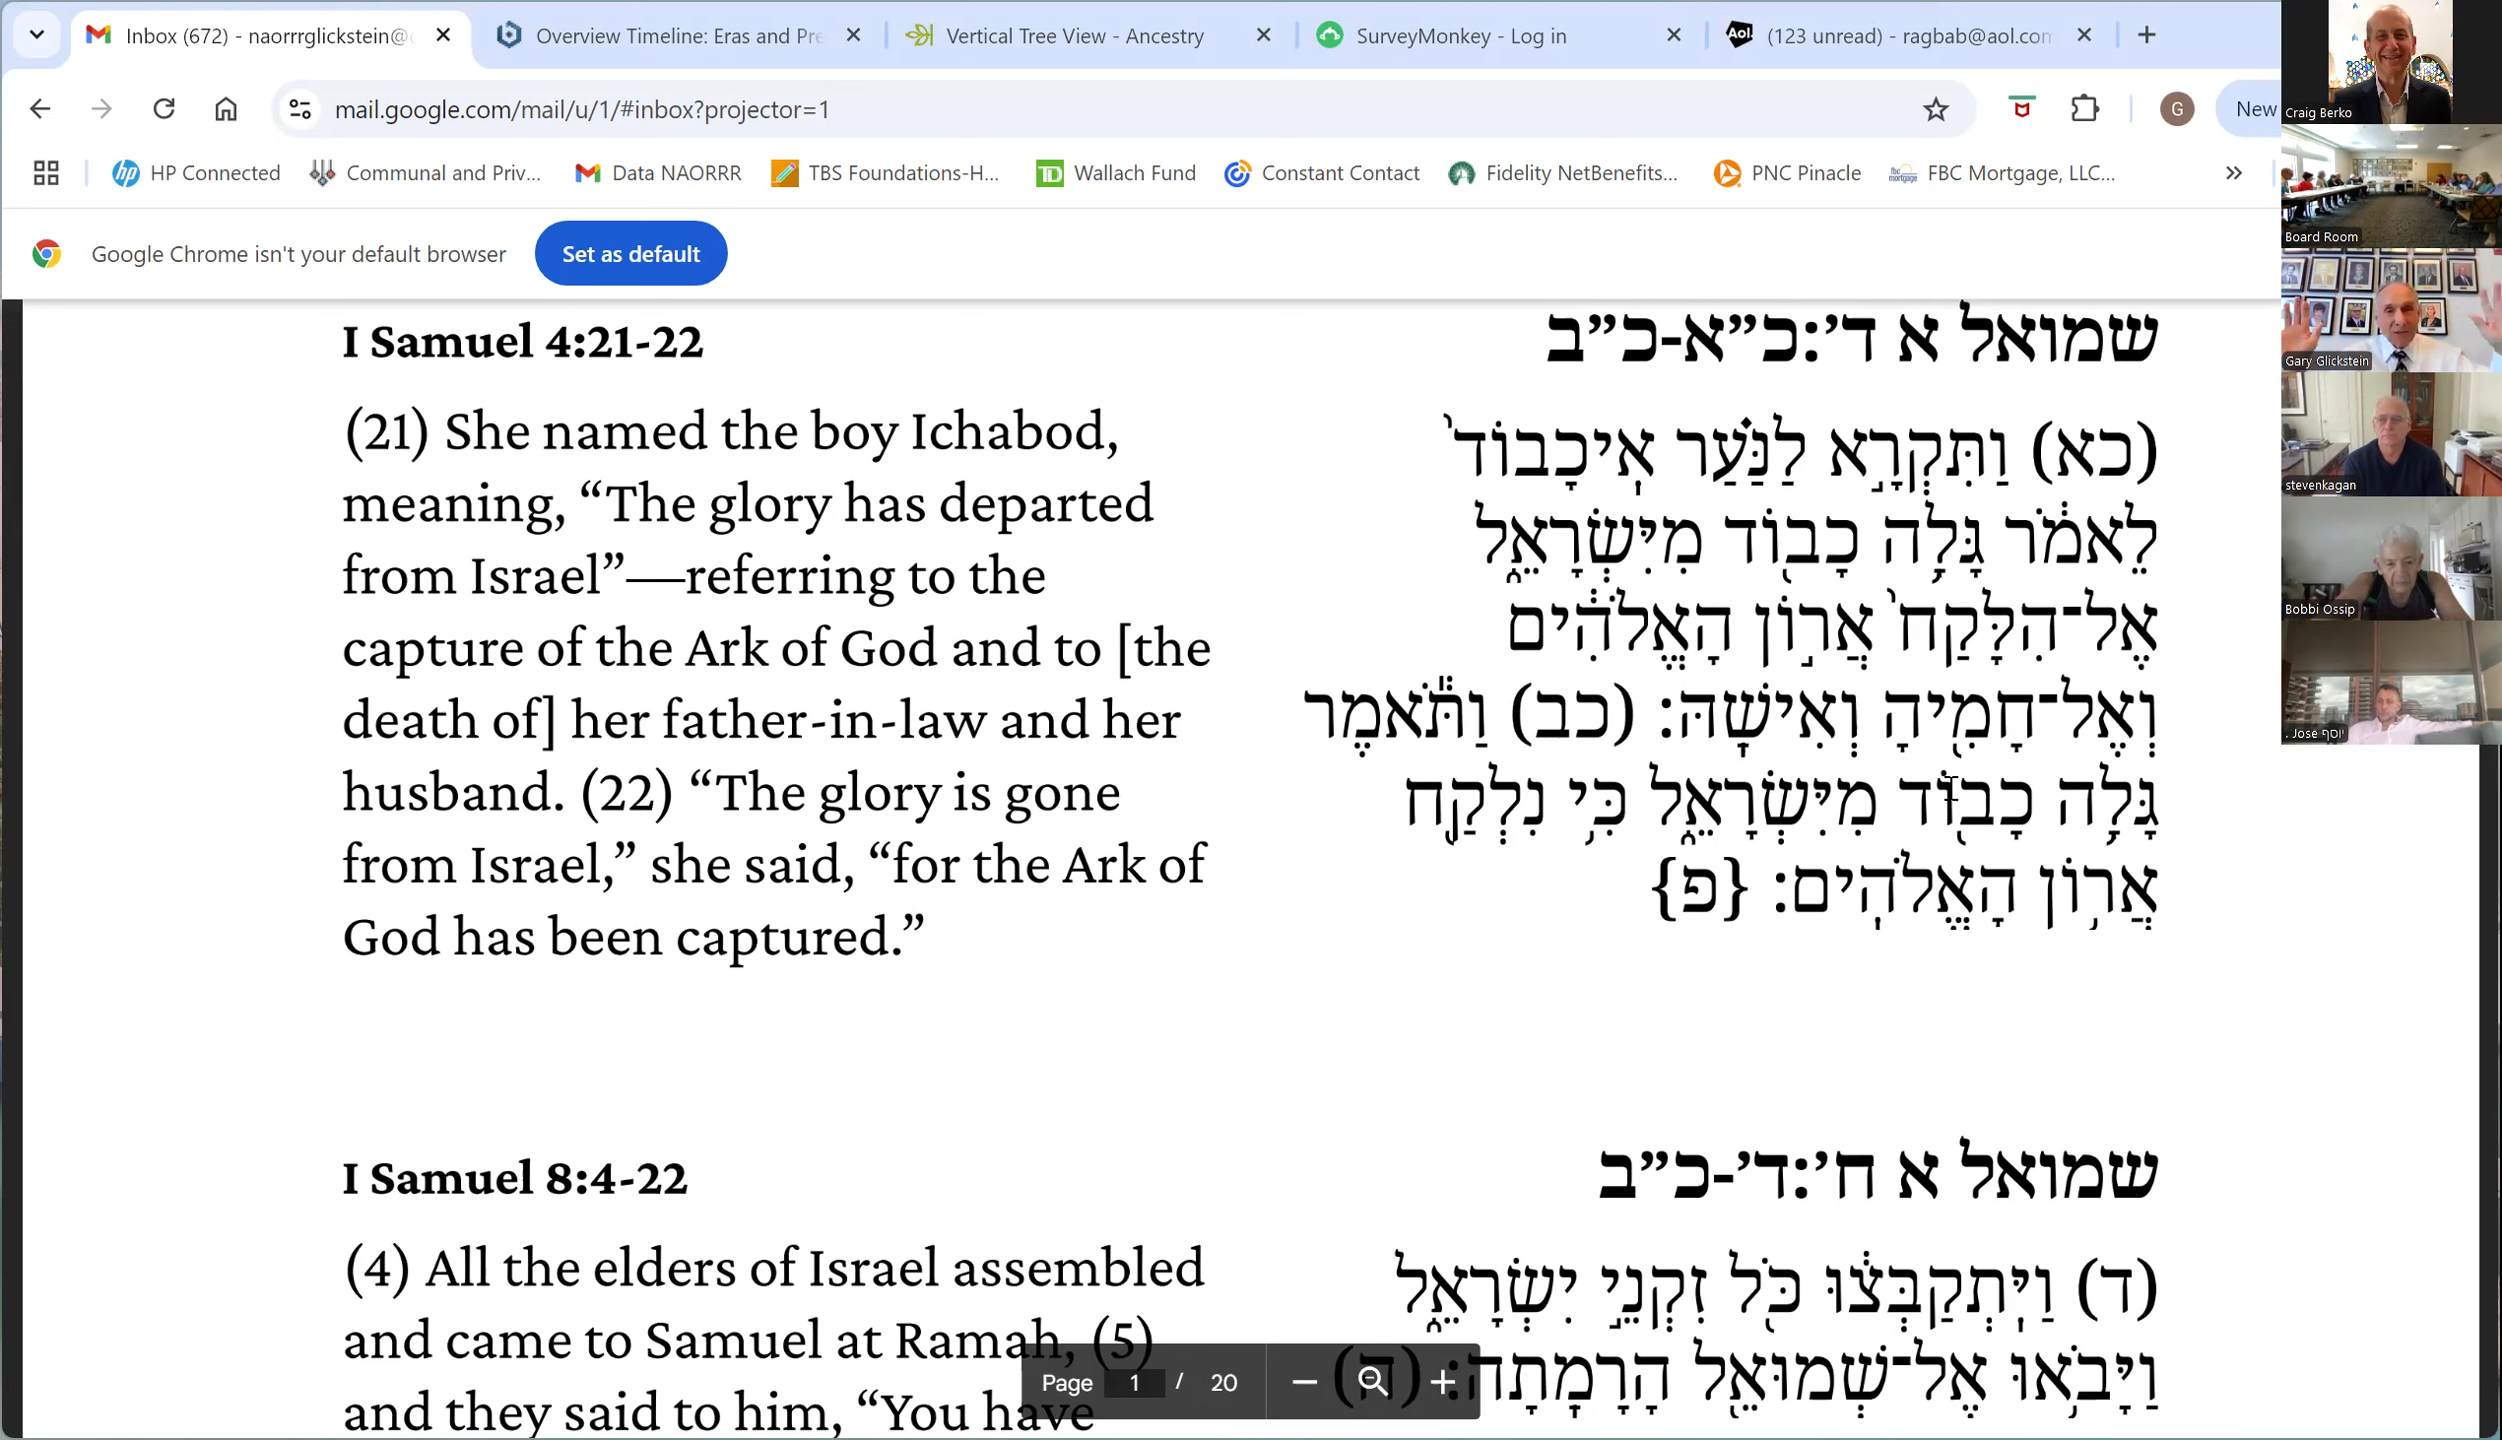 Inbox (672) - naorrrglickstein@
Overview Timeline: Eras and Pre
Vertical Tree View - Ancestry
SurveyMonkey - Log in
Aol.
(123 unread) - ragbab@aol.com
mail.google.com/mail/u/1/#inbox?projector=1
G
New
HP Connected
Communal and Priv...
Data NAORRR
TBS Foundations-H...
Wallach Fund
Constant Contact
Fidelity NetBenefits...
PNC Pinacle
FBC Mortgage, LLC...
Google Chrome isn't your default browser
Set as default
Craig Berko
Board Room
Gary Glickstein
stevenkagan
Bobbi Ossip
. Jose יוסף
I Samuel 4:21-22
(21) She named the boy Ichabod,
meaning, “The glory has departed
from Israel”—referring to the
capture of the Ark of God and to [the
death of] her father-in-law and her
husband. (22) “The glory is gone
from Israel,” she said, “for the Ark of
God has been captured.”
שמואל א ד׳:כ״א-כ״ב
(כא) וַתִּקְרָ֣א לַנַּ֗עַר אִֽיכָבוֹד֙
לֵאמֹ֔ר גָּלָ֥ה כָב֖וֹד מִיִּשְׂרָאֵ֑ל
אֶל־הִלָּקַח֙ אֲר֣וֹן הָאֱלֹהִ֔ים
וְאֶל־חָמִ֖יהָ וְאִישָֽׁהּ׃ (כב) וַתֹּ֕אמֶר
גָּלָ֥ה כָב֖וֹד מִיִּשְׂרָאֵ֑ל כִּ֥י נִלְקַ֖ח
אֲר֥וֹן הָאֱלֹהִֽים׃ {פ}
I Samuel 8:4-22
(4) All the elders of Israel assembled
and came to Samuel at Ramah, (5)
and they said to him, “You have
שמואל א ח׳:ד׳-כ״ב
(ד) וַיִּֽתְקַבְּצ֔וּ כֹּ֖ל זִקְנֵ֣י יִשְׂרָאֵ֑ל
וַיָּבֹ֥אוּ אֶל־שְׁמוּאֵ֖ל הָרָמָֽתָה׃ (ה)
Page 1 / 20